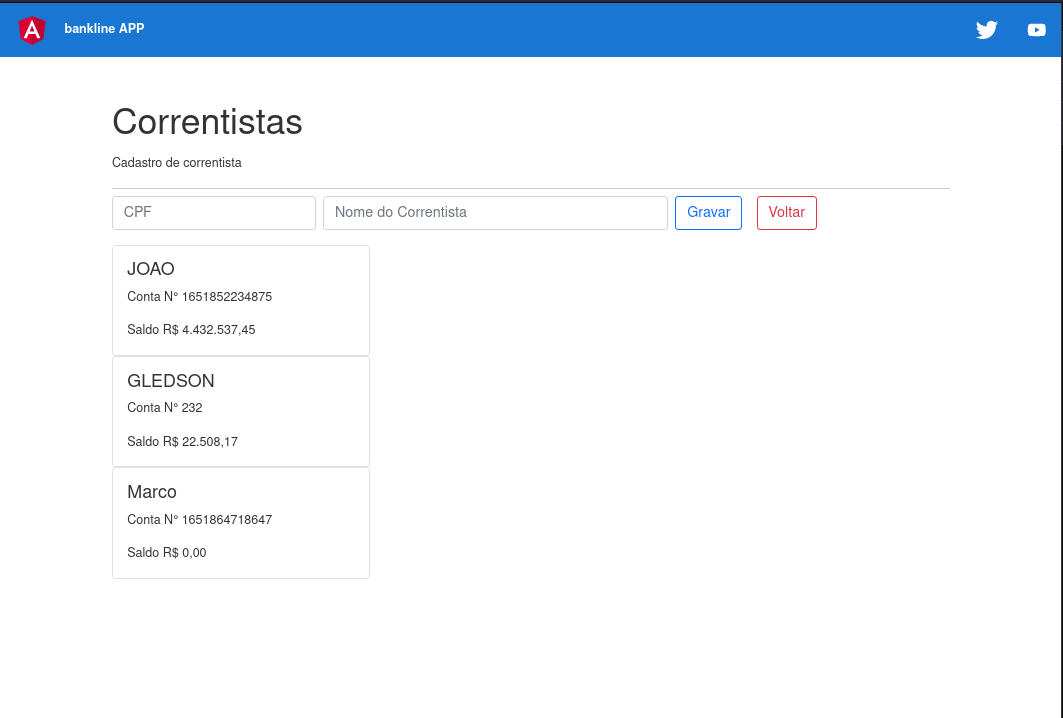 bankline APP
Correntistas
Cadastro de correntista
CPF Nome do Correntista Gravar Voltar
JOAO
Conta N° 1651852234875
Saldo R$ 4.432.537,45
GLEDSON
Conta N° 232
Saldo R$ 22.508,17
Marco
Conta N° 1651864718647
Saldo R$ 0,00